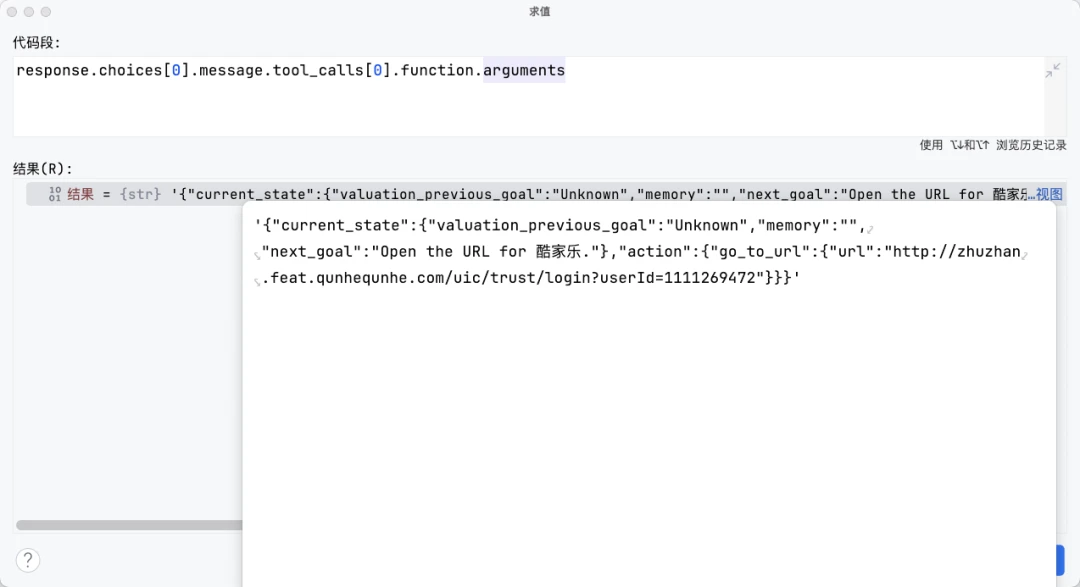 求值
代码段:
response.choices[0].message.tool_calls[0].function.arguments
使用 ⌥↓和⌥↑ 浏览历史记录
结果(R):
结果 = {str} '{"current_state":{"valuation_previous_goal":"Unknown","memory":"","next_goal":"Open the URL for 酷家乐…视图
'{"current_state":{"valuation_previous_goal":"Unknown","memory":"",
"next_goal":"Open the URL for 酷家乐."},"action":{"go_to_url":{"url":"http://zhuzhan
.feat.qunhequnhe.com/uic/trust/login?userId=1111269472"}}}'
?